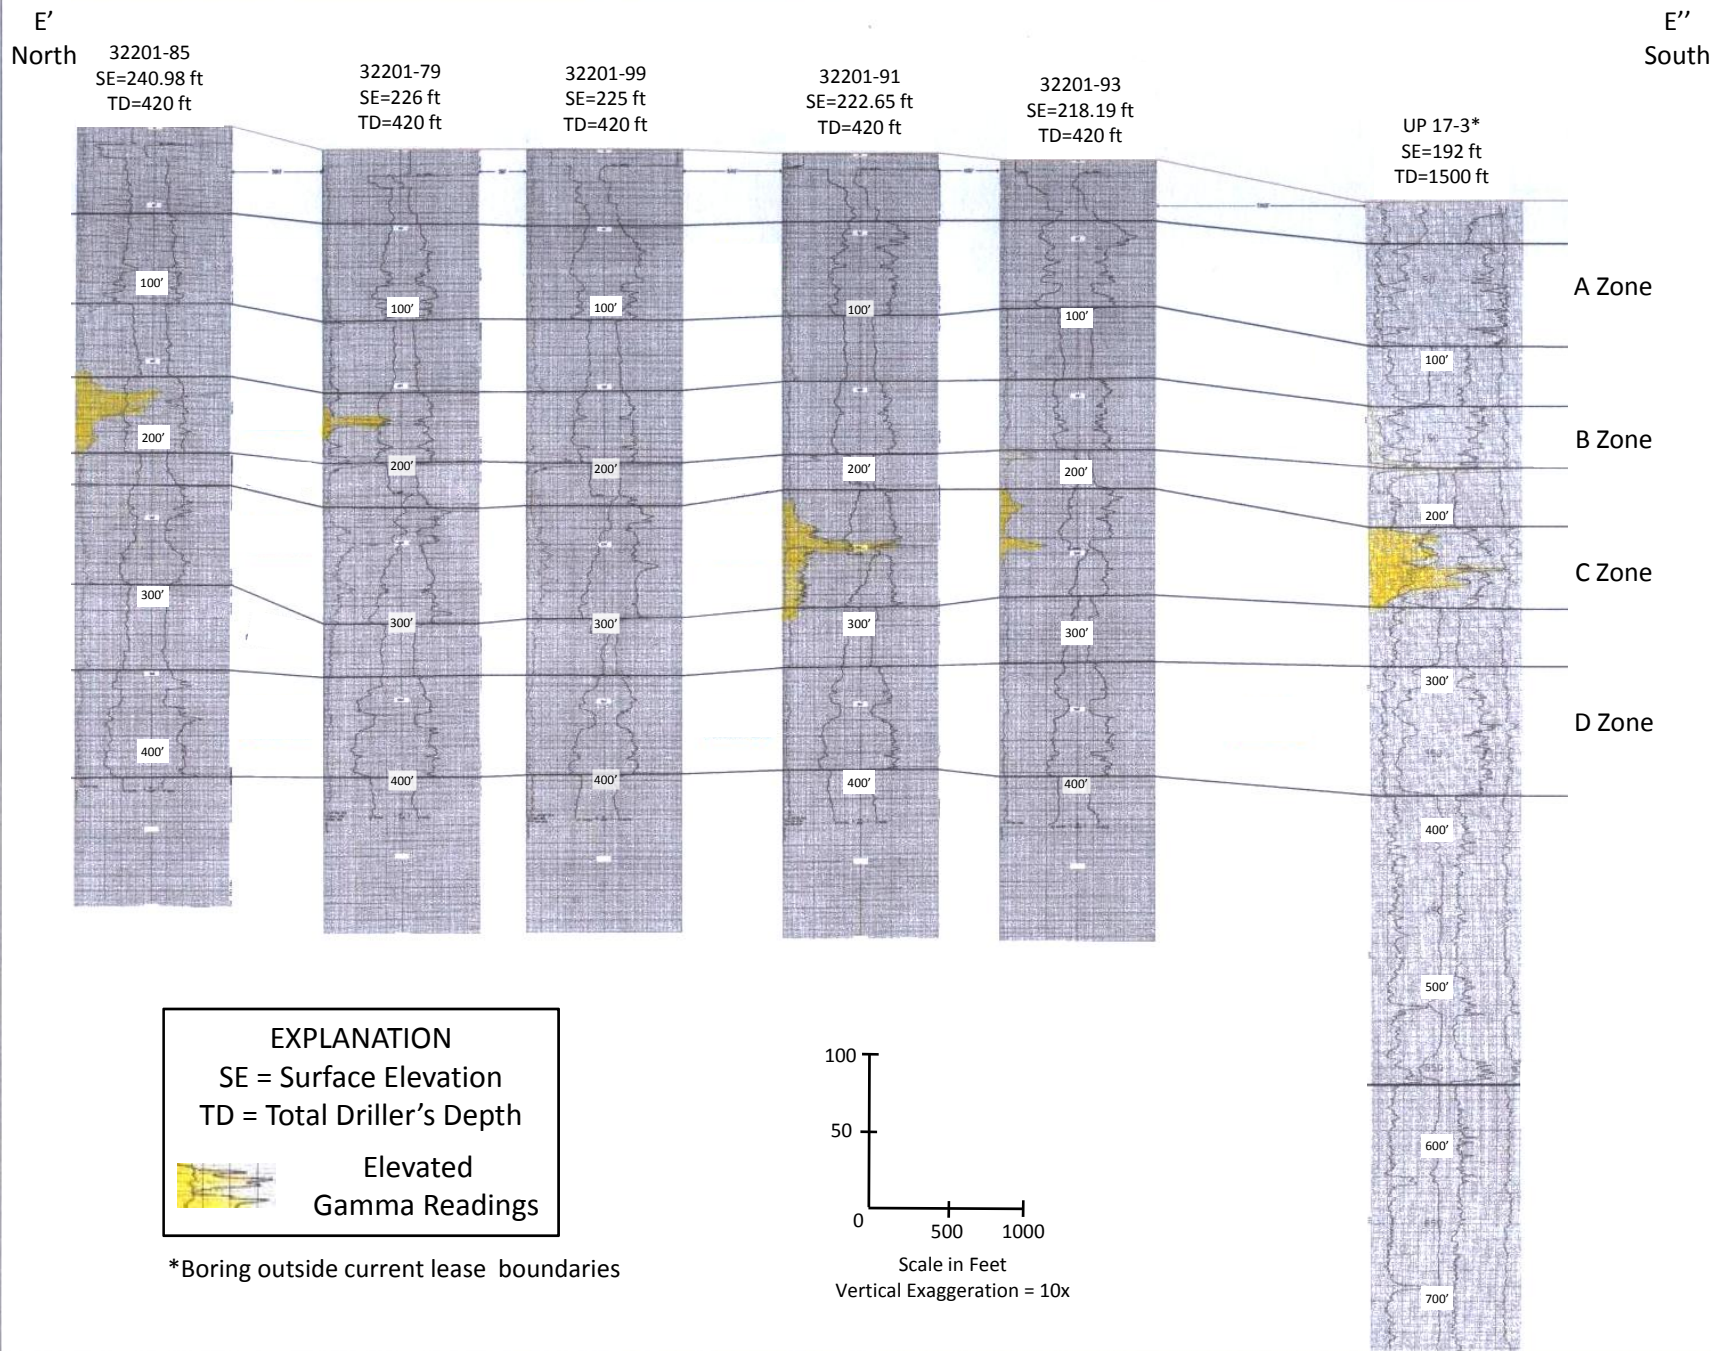 E’
North
32201-85
SE=240.98 ft
TD=420 ft
32201-79
SE=226 ft
TD=420 ft
32201-99
SE=225 ft
TD=420 ft
32201-91
SE=222.65 ft
TD=420 ft
32201-93
SE=218.19 ft
TD=420 ft
UP 17-3*
SE=192 ft
TD=1500 ft
E’’
South
100’
200’
300’
400’
100’
200’
300’
400’
100’
200’
300’
400’
100’
200’
300’
400’
100’
200’
300’
400’
100’
200’
300’
400’
500’
600’
700’
A Zone
B Zone
C Zone
D Zone
EXPLANATION
SE = Surface Elevation
TD = Total Driller’s Depth
Elevated
Gamma Readings
*Boring outside current lease boundaries
100
50
0
500
1000
Scale in Feet
Vertical Exaggeration = 10x